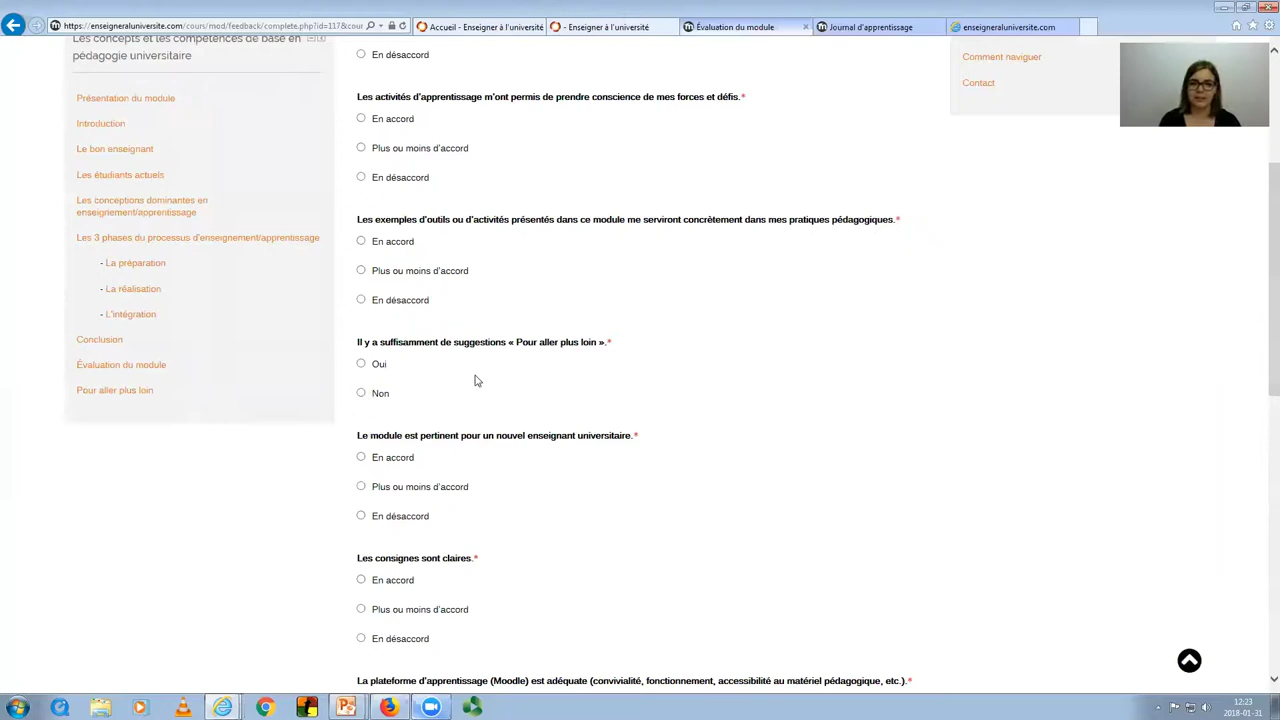 https://enseigneraluniversite.com/cours/mod/feedback/complete.php?id=117&cour
Accueil - Enseigner à l'université
- Enseigner à l'université
Évaluation du module
Journal d'apprentissage
enseigneraluniversite.com
Les concepts et les compétences de base en
pédagogie universitaire
Présentation du module
Introduction
Le bon enseignant
Les étudiants actuels
Les conceptions dominantes en
enseignement/apprentissage
Les 3 phases du processus d'enseignement/apprentissage
- La préparation
- La réalisation
- L'intégration
Conclusion
Évaluation du module
Pour aller plus loin
En désaccord
Les activités d'apprentissage m'ont permis de prendre conscience de mes forces et défis.*
En accord
Plus ou moins d'accord
En désaccord
Les exemples d'outils ou d'activités présentés dans ce module me serviront concrètement dans mes pratiques pédagogiques.*
En accord
Plus ou moins d'accord
En désaccord
Il y a suffisamment de suggestions « Pour aller plus loin ».*
Oui
Non
Le module est pertinent pour un nouvel enseignant universitaire.*
En accord
Plus ou moins d'accord
En désaccord
Les consignes sont claires.*
En accord
Plus ou moins d'accord
En désaccord
La plateforme d'apprentissage (Moodle) est adéquate (convivialité, fonctionnement, accessibilité au matériel pédagogique, etc.).*
Comment naviguer
Contact
12:23
2018-01-31